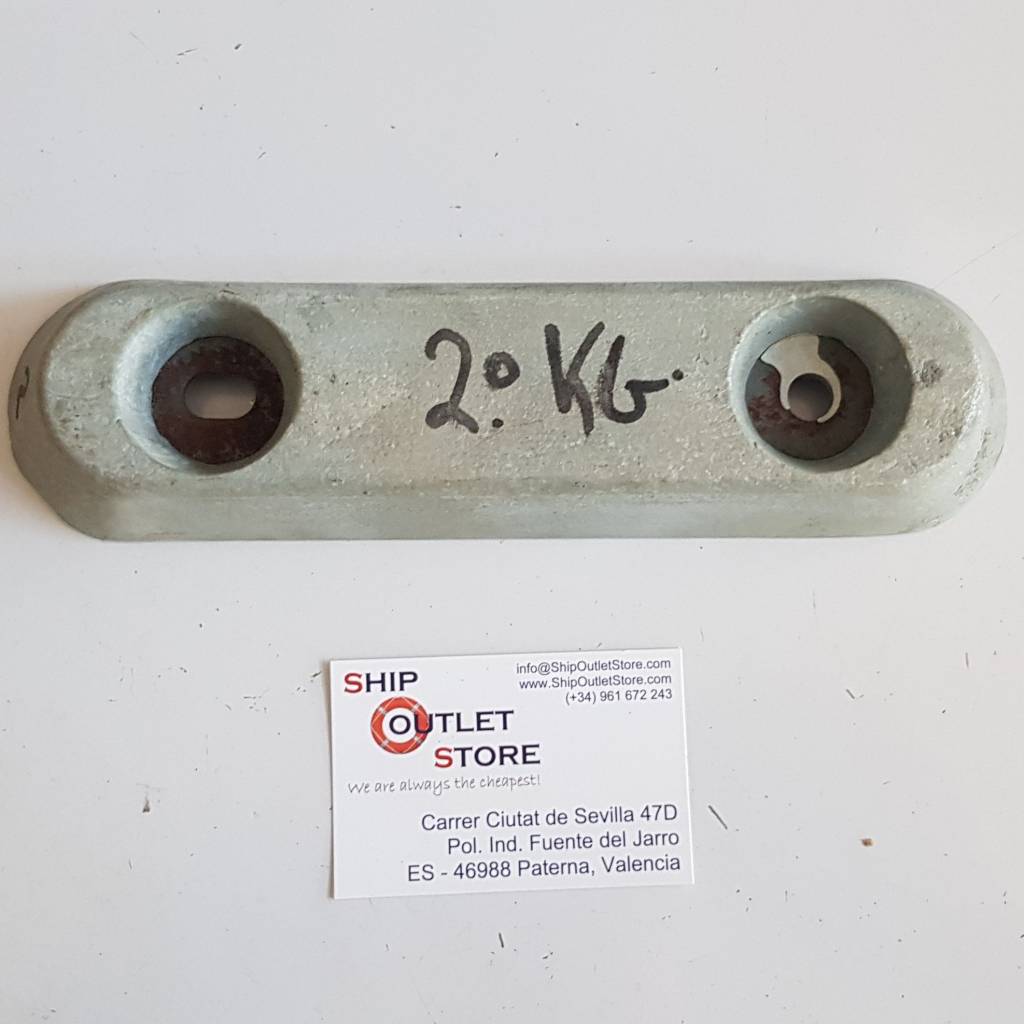 2.º KG.
SHIP
OUTLET
STORE
We are always the cheapest!
info@ShipOutletStore.com
www.ShipOutletStore.com
(+34) 961 672 243
Carrer Ciutat de Sevilla 47D
Pol. Ind. Fuente del Jarro
ES - 46988 Paterna, Valencia